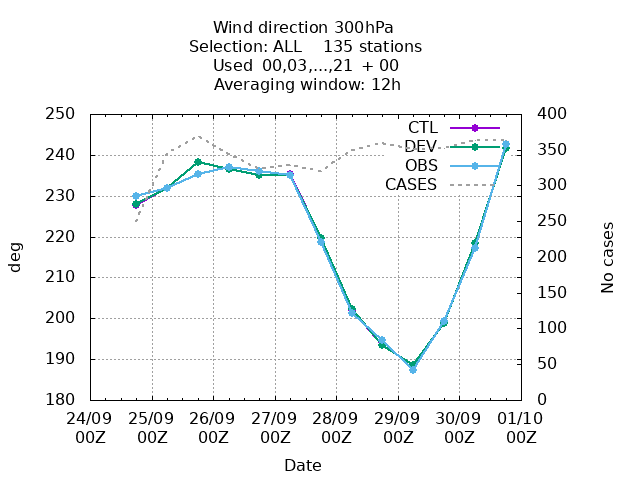 Wind direction 300hPa
Selection: ALL 135 stations
Used 00,03,...,21 + 00
Averaging window: 12h
250
240
230
220
210
200
190
180
deg
400
350
300
250
200
150
100
50
0
No cases
CTL
DEV
OBS
CASES
24/09 25/09 26/09 27/09 28/09 29/09 30/09 01/10
00Z 00Z 00Z 00Z 00Z 00Z 00Z 00Z
Date